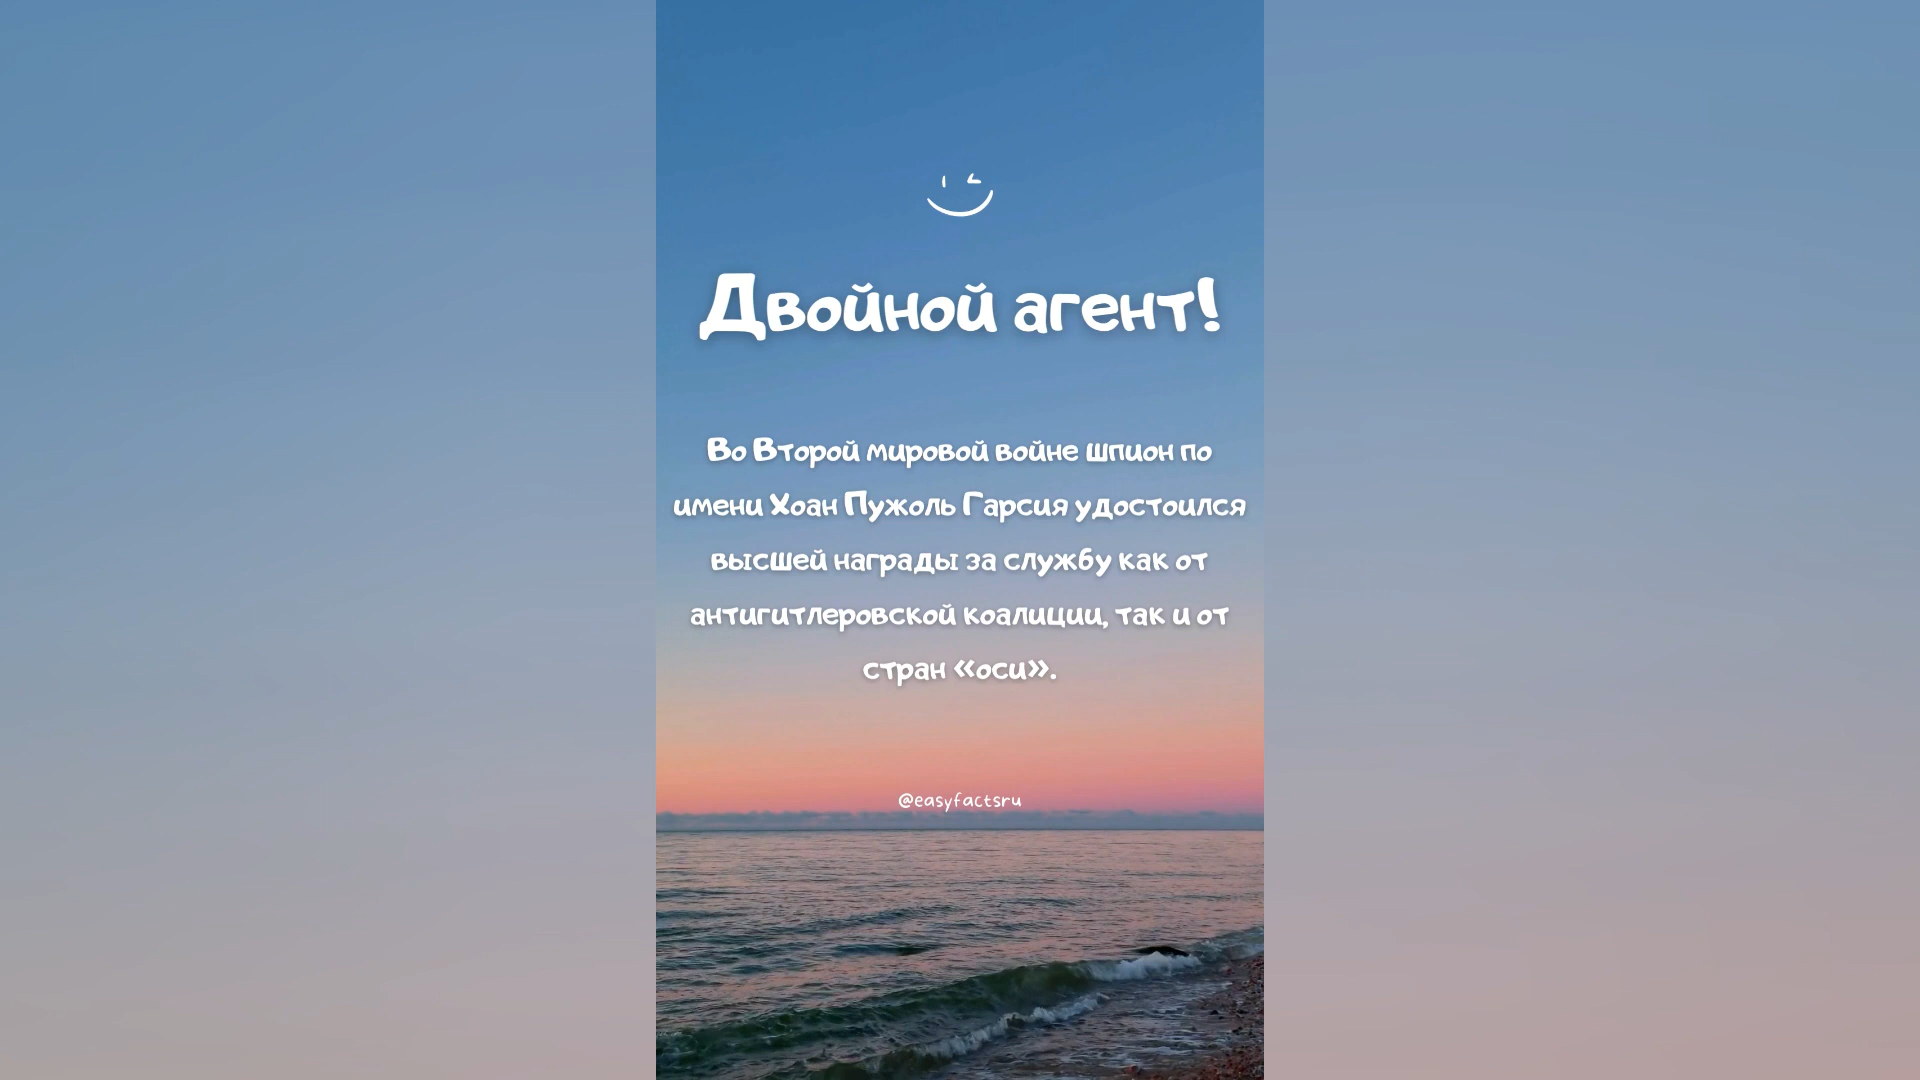 Двойной агент!
Во Второй мировой войне шпион по
имени Хоан Пужоль Гарсия удостоился
высшей награды за службу как от
антигитлеровской коалиции, так и от
стран «оси».
@easyfactsru